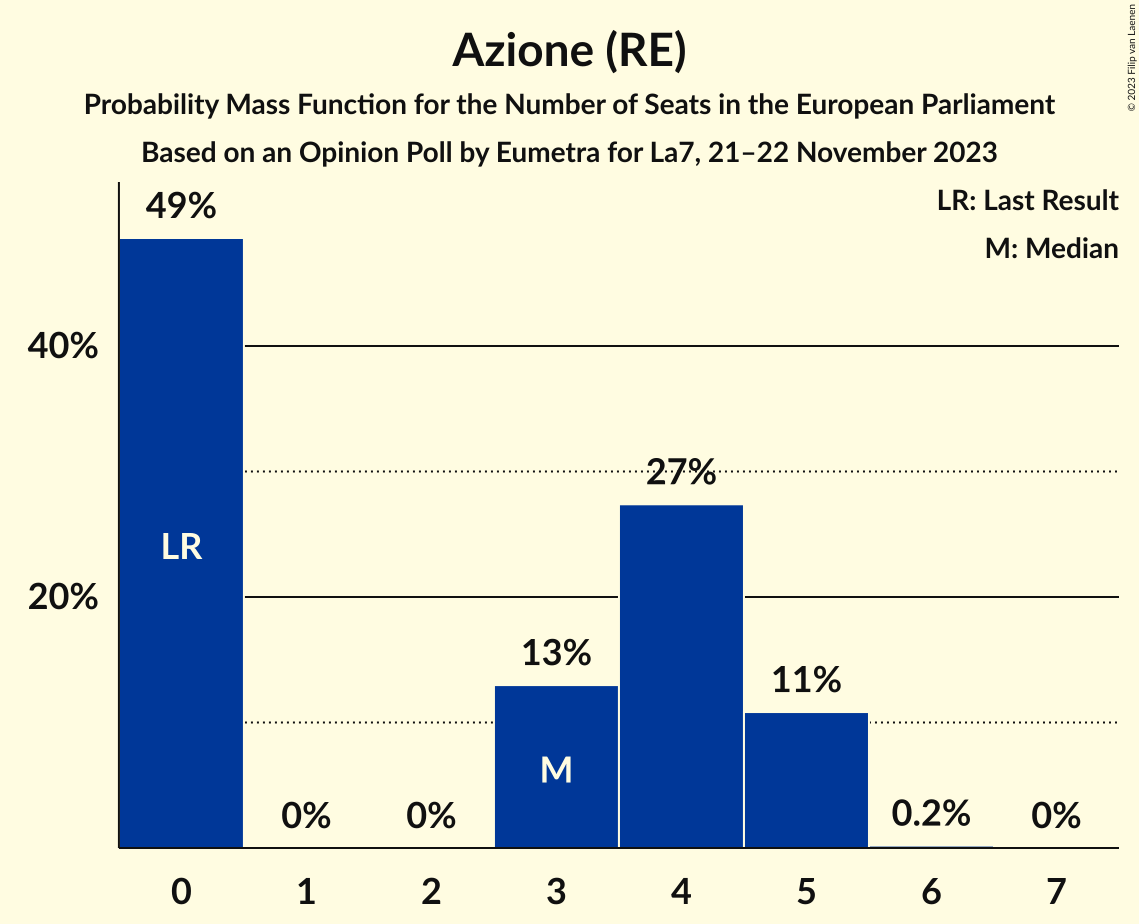 Azione (RE)
Probability Mass Function for the Number of Seats in the European Parliament
Based on an Opinion Poll by Eumetra for La7, 21–22 November 2023
© 2023 Filip van Laenen
LR: Last Result
M: Median
49%
40%
27%
LR
20%
13%
11%
M
0%
0%
0.2%
0%
0 1 2 3 4 5 6 7